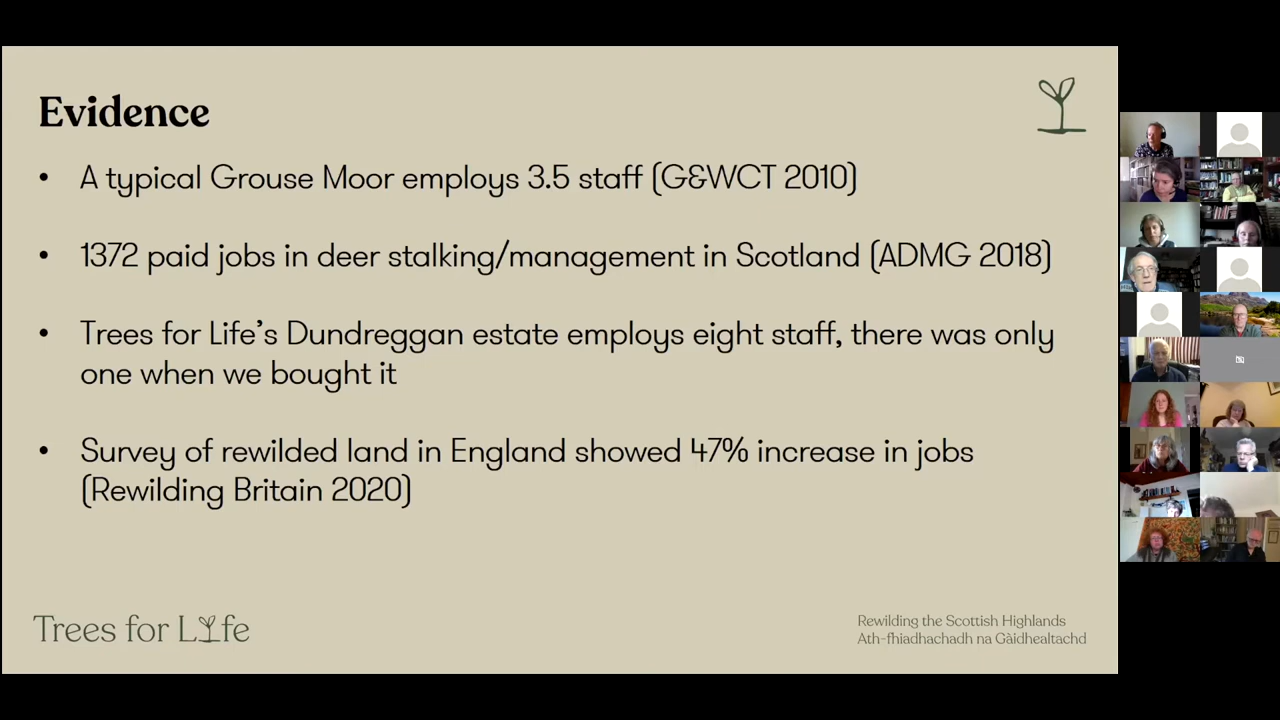 Evidence
• A typical Grouse Moor employs 3.5 staff (G&WCT 2010)
• 1372 paid jobs in deer stalking/management in Scotland (ADMG 2018)
• Trees for Life’s Dundreggan estate employs eight staff, there was only
one when we bought it
• Survey of rewilded land in England showed 47% increase in jobs
(Rewilding Britain 2020)
Trees for Life
Rewilding the Scottish Highlands
Ath-fhiadhachadh na Gàidhealtachd